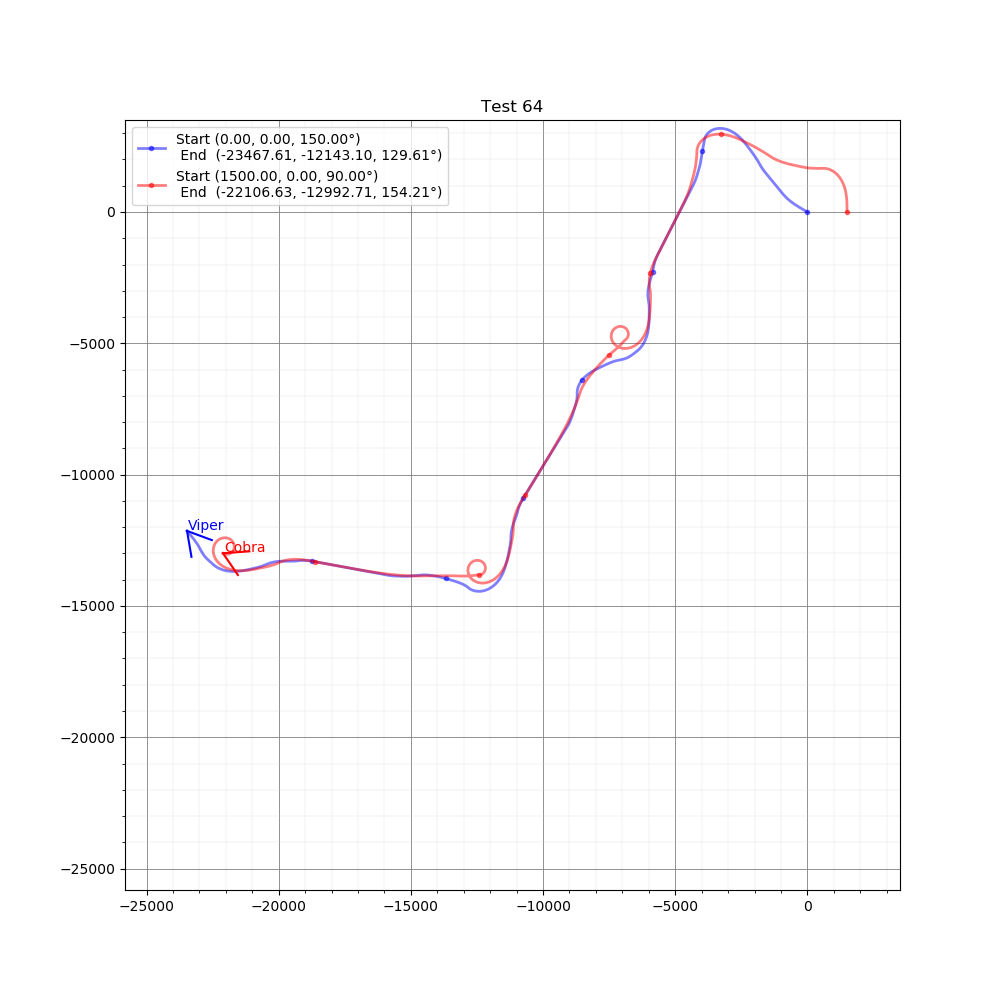 Test 64
Start (0.00, 0.00, 150.00°)
End  (-23467.61, -12143.10, 129.61°)
Start (1500.00, 0.00, 90.00°)
End  (-22106.63, -12992.71, 154.21°)
0
−5000
−10000
Viper
Cobra
−15000
−20000
−25000
−25000 −20000 −15000 −10000 −5000 0